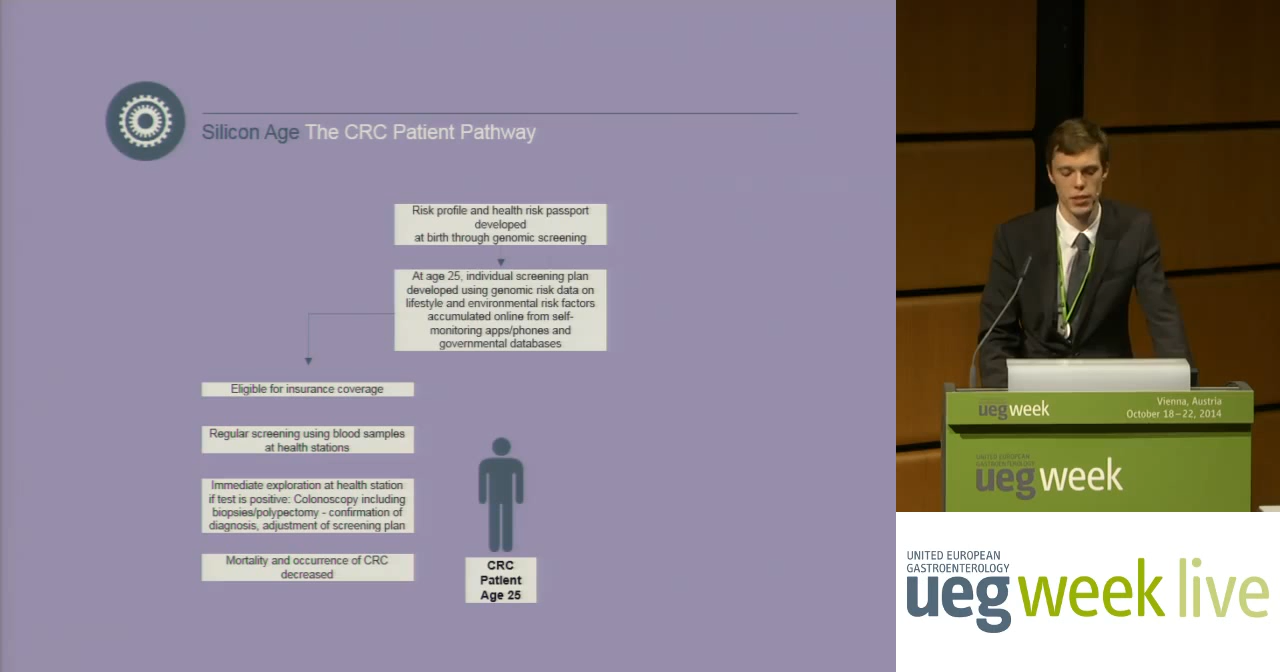 Silicon Age The CRC Patient Pathway
Risk profile and health risk passport
developed
at birth through genomic screening
At age 25, individual screening plan
developed using genomic risk data on
lifestyle and environmental risk factors
accumulated online from self-
monitoring apps/phones and
governmental databases
Eligible for insurance coverage
Regular screening using blood samples
at health stations
Immediate exploration at health station
if test is positive: Colonoscopy including
biopsies/polypectomy - confirmation of
diagnosis, adjustment of screening plan
Mortality and occurrence of CRC
decreased
CRC
Patient
Age 25
ueg week
Vienna, Austria
October 18–22, 2014
UNITED EUROPEAN
GASTROENTEROLOGY
ueg week
UNITED EUROPEAN
GASTROENTEROLOGY
ueg week live